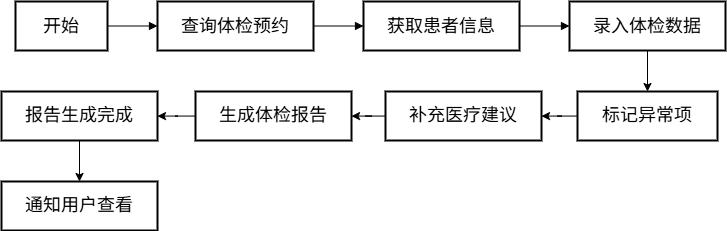 开始
查询体检预约
获取患者信息
录入体检数据
标记异常项
补充医疗建议
生成体检报告
报告生成完成
通知用户查看